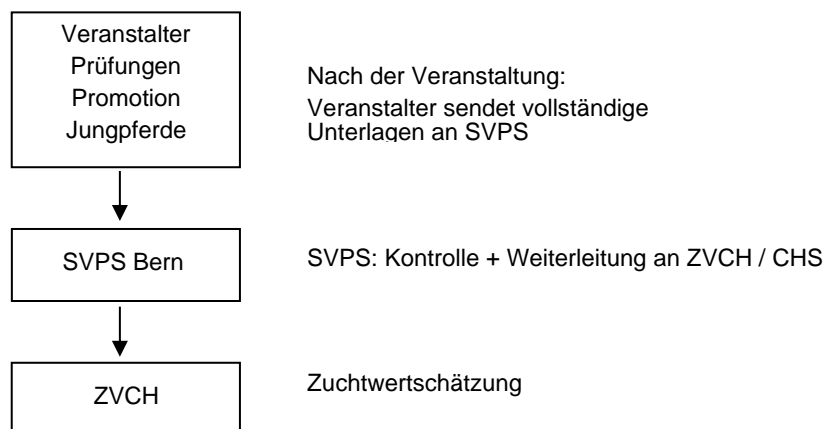 Veranstalter
Prüfungen
Promotion
Jungpferde
Nach der Veranstaltung:
Veranstalter sendet vollständige
Unterlagen an SVPS
SVPS Bern
SVPS: Kontrolle + Weiterleitung an ZVCH / CHS
ZVCH
Zuchtwertschätzung